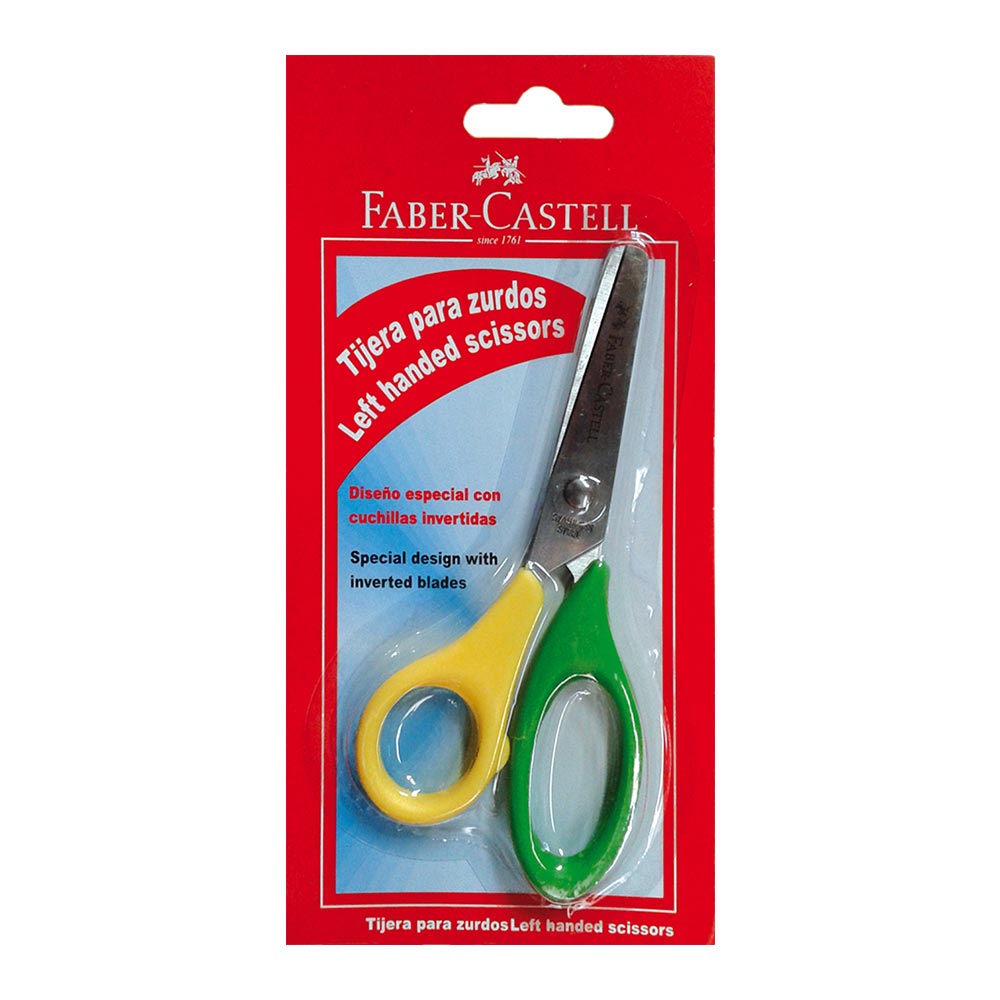 FABER-CASTELL
since 1761
Tijera para zurdos
Left handed scissors
FABER-CASTELL
Diseño especial con
cuchillas invertidas
Special design with
inverted blades
Tijera para zurdos Left handed scissors